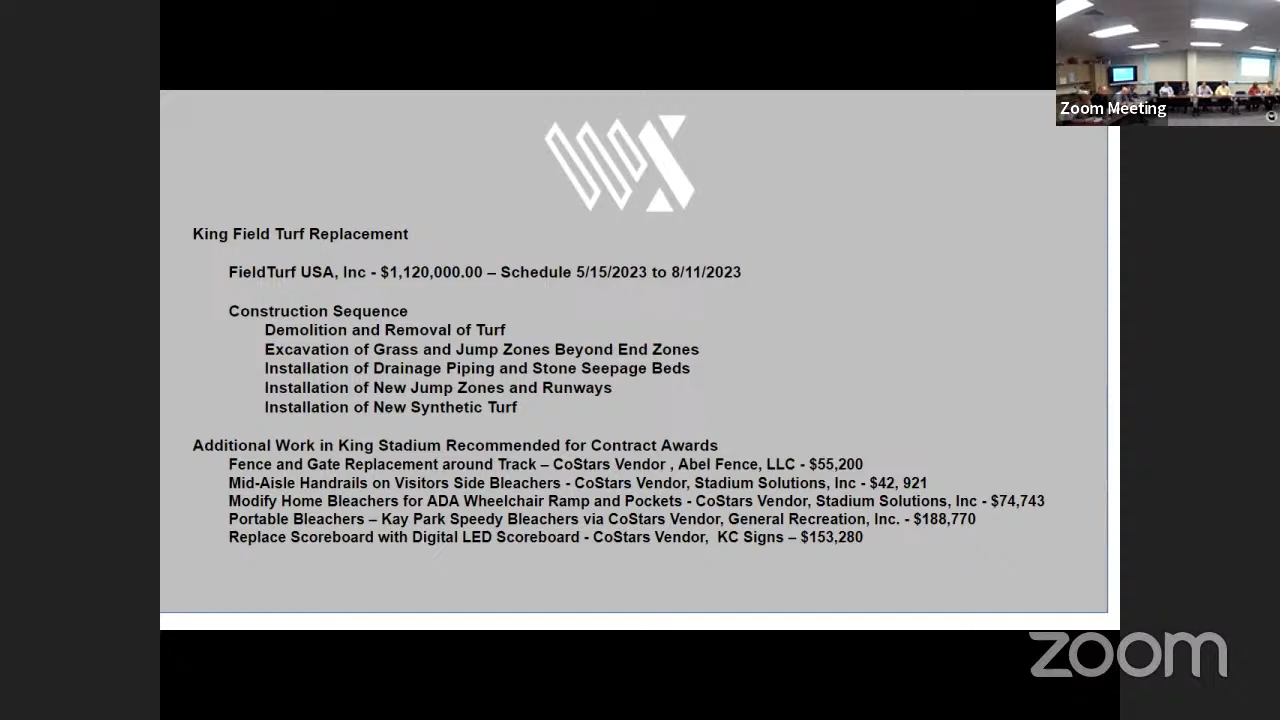 Zoom Meeting
King Field Turf Replacement
FieldTurf USA, Inc - $1,120,000.00 – Schedule 5/15/2023 to 8/11/2023
Construction Sequence
Demolition and Removal of Turf
Excavation of Grass and Jump Zones Beyond End Zones
Installation of Drainage Piping and Stone Seepage Beds
Installation of New Jump Zones and Runways
Installation of New Synthetic Turf
Additional Work in King Stadium Recommended for Contract Awards
Fence and Gate Replacement around Track – CoStars Vendor , Abel Fence, LLC - $55,200
Mid-Aisle Handrails on Visitors Side Bleachers - CoStars Vendor, Stadium Solutions, Inc - $42, 921
Modify Home Bleachers for ADA Wheelchair Ramp and Pockets - CoStars Vendor, Stadium Solutions, Inc - $74,743
Portable Bleachers – Kay Park Speedy Bleachers via CoStars Vendor, General Recreation, Inc. - $188,770
Replace Scoreboard with Digital LED Scoreboard - CoStars Vendor,  KC Signs – $153,280
zoom